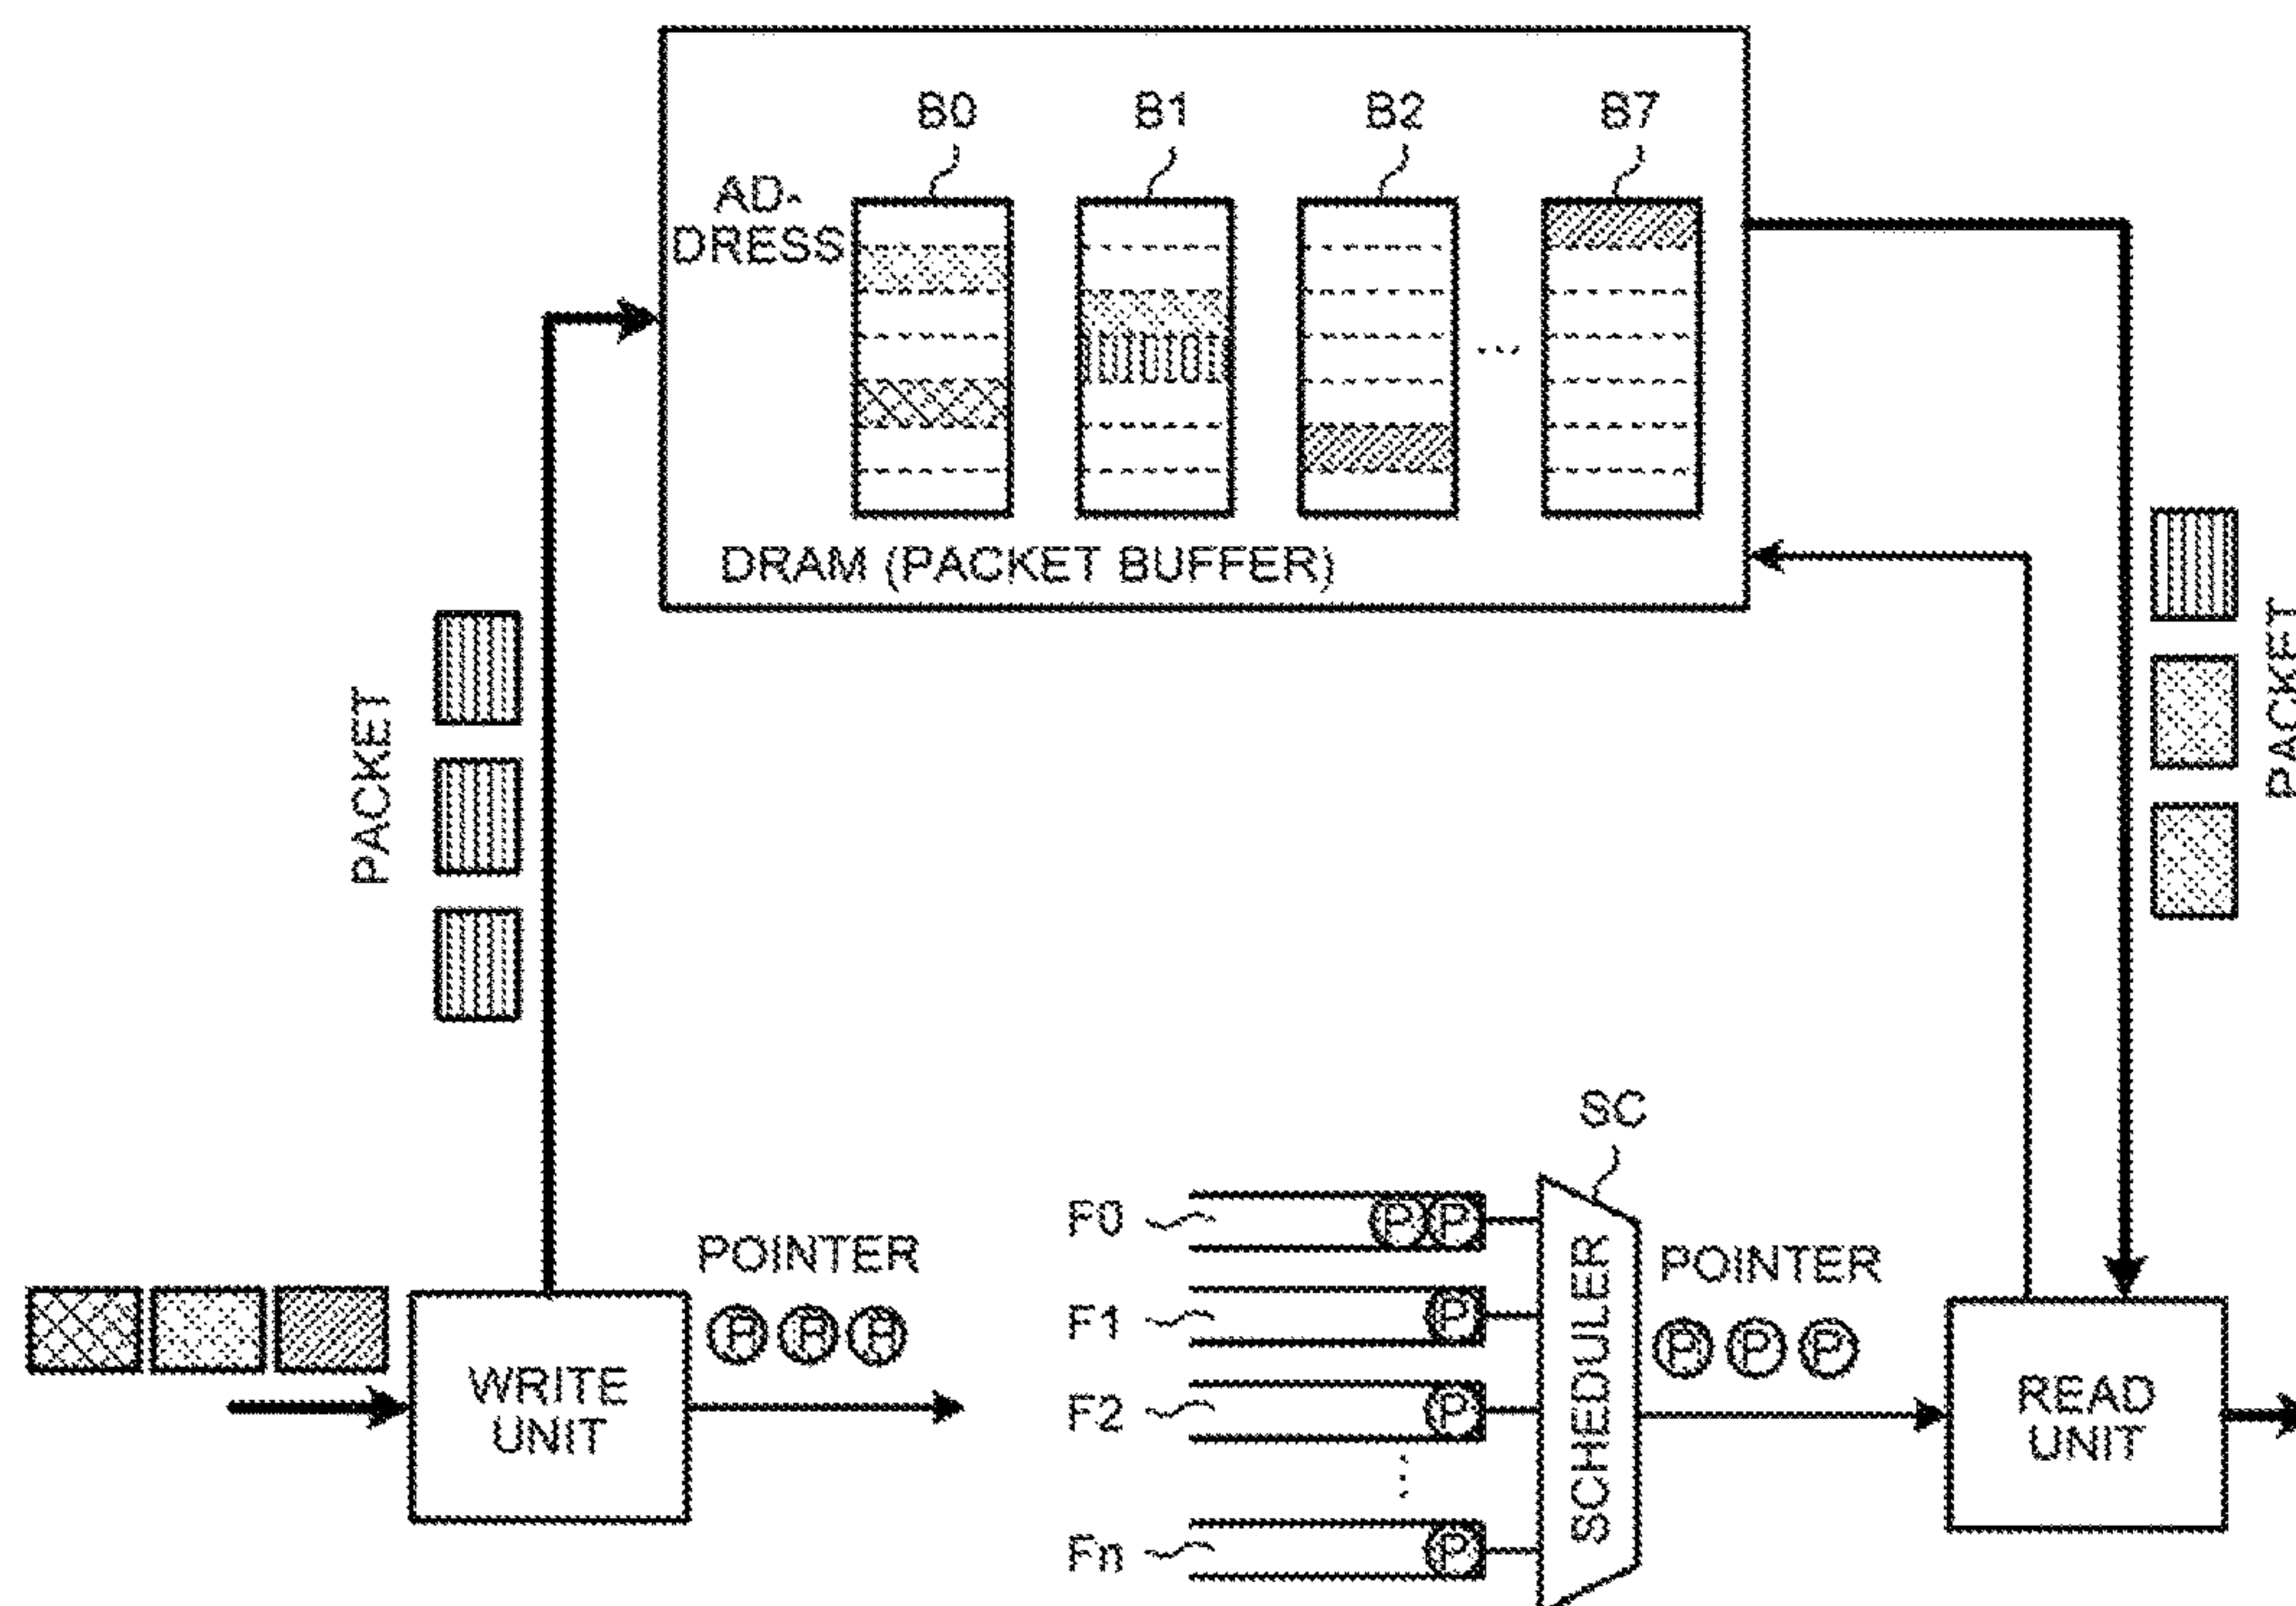 B0
B1
B2
B7
AD-
DRESS
...
DRAM (PACKET BUFFER)
PACKET
PACKET
SC
F0
P P
F1
P
F2
P
Fn
P
SCHEDULER
POINTER
P P P
POINTER
P P P
WRITE
UNIT
READ
UNIT